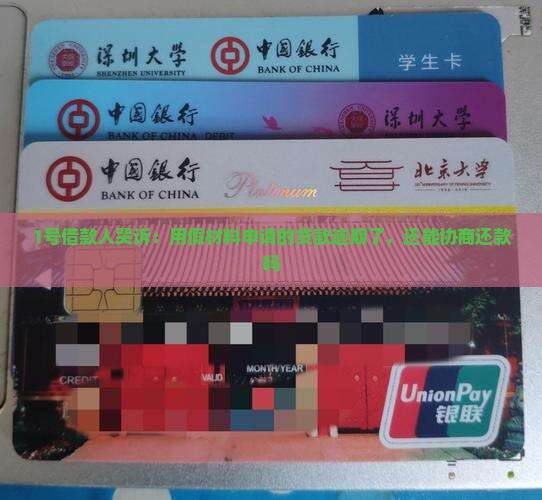 深圳大学
SHENZHEN UNIVERSITY
中国銀行
BANK OF CHINA
学生卡
中国銀行
BANK OF CHINA DEBIT
深圳大学
中国銀行
BANK OF CHINA
Platinum
北京大学
1号借款人哭诉：用假材料申请的贷款逾期了，还能协商还款
吗
CREDIT
VALID
MONTH/YEAR
UnionPay
银联